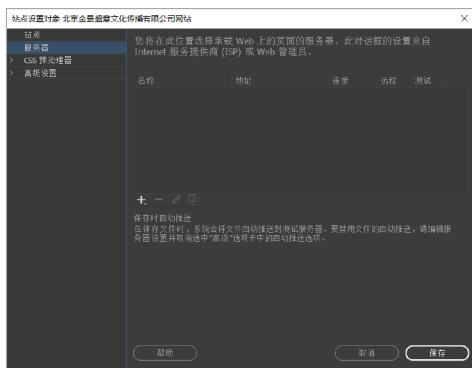 站点设置对象 北京金景盛意文化传播有限公司网站
站点
服务器
CSS 预处理器
高级设置
您将在此位置选择承载 Web 上的页面的服务器。此对话框的设置来自
Internet 服务提供商 (ISP) 或 Web 管理员。
名称 地址 连接 远程 测试
保存时自动推送
在保存文件时，系统会将文件自动推送到测试服务器。要禁用文件的自动推送，请编辑服
务器设置并取消选中“高级”选项卡中的自动推送选项。
帮助 取消 保存